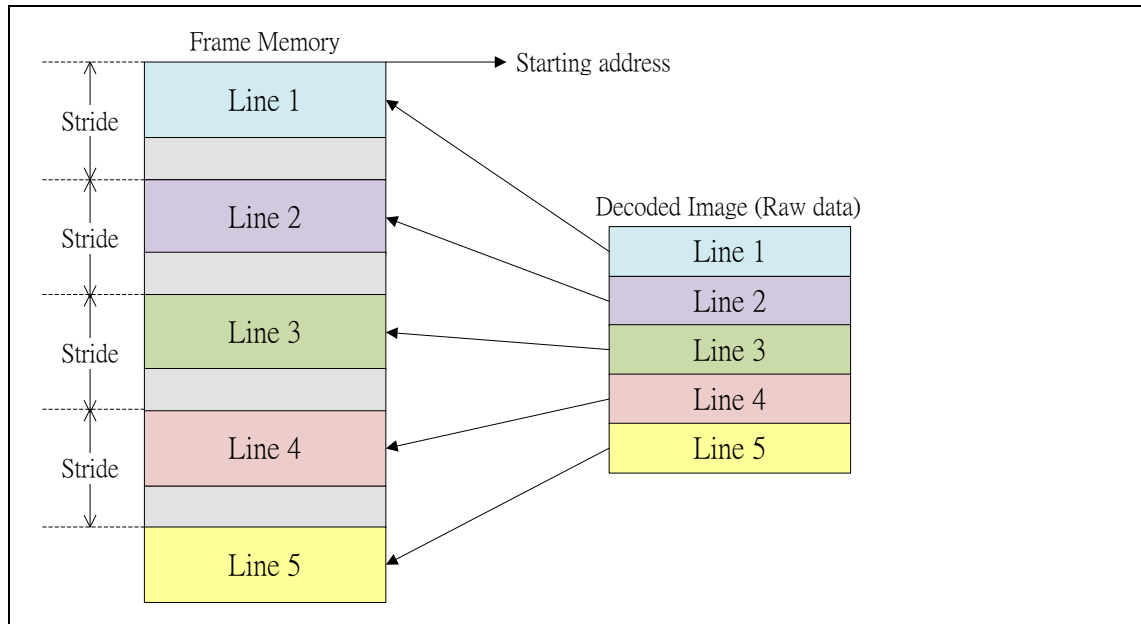 Frame Memory
Starting address
Line 1
Stride
Line 2
Stride
Line 3
Stride
Line 4
Stride
Line 5
Decoded Image (Raw data)
Line 1
Line 2
Line 3
Line 4
Line 5